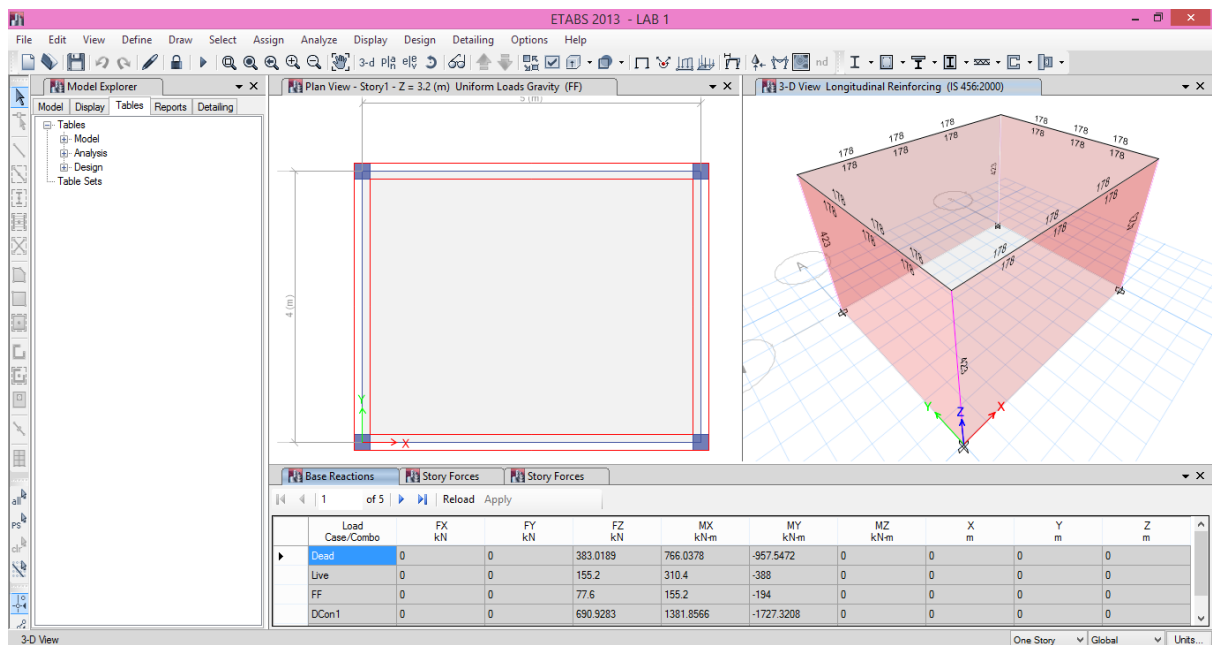 ETABS 2013 - LAB 1
File Edit View Define Draw Select Assign Analyze Display Design Detailing Options Help
3-d nd
Model Explorer
Model Display Tables Reports Detailing
Tables
Model
Analysis
Design
Table Sets
all
PS
clr
Plan View - Story1 - Z = 3.2 (m) Uniform Loads Gravity (FF)
5 (m)
4 (m)
Y
X
3-D View Longitudinal Reinforcing (IS 456:2000)
178 178 178 178
178 178 178 178
178 178 178
178 178 178
178 178
178 178
423
423
A
Y Z X
Base Reactions Story Forces Story Forces
1 of 5 Reload Apply
Load Case/Combo FX kN FY kN FZ kN MX kN-m MY kN-m MZ kN-m X m Y m Z m
Dead 0 0 383.0189 766.0378 -957.5472 0 0 0 0
Live 0 0 155.2 310.4 -388 0 0 0 0
FF 0 0 77.6 155.2 -194 0 0 0 0
DCon1 0 0 690.9283 1381.8566 -1727.3208 0 0 0 0
3-D View One Story Global Units...